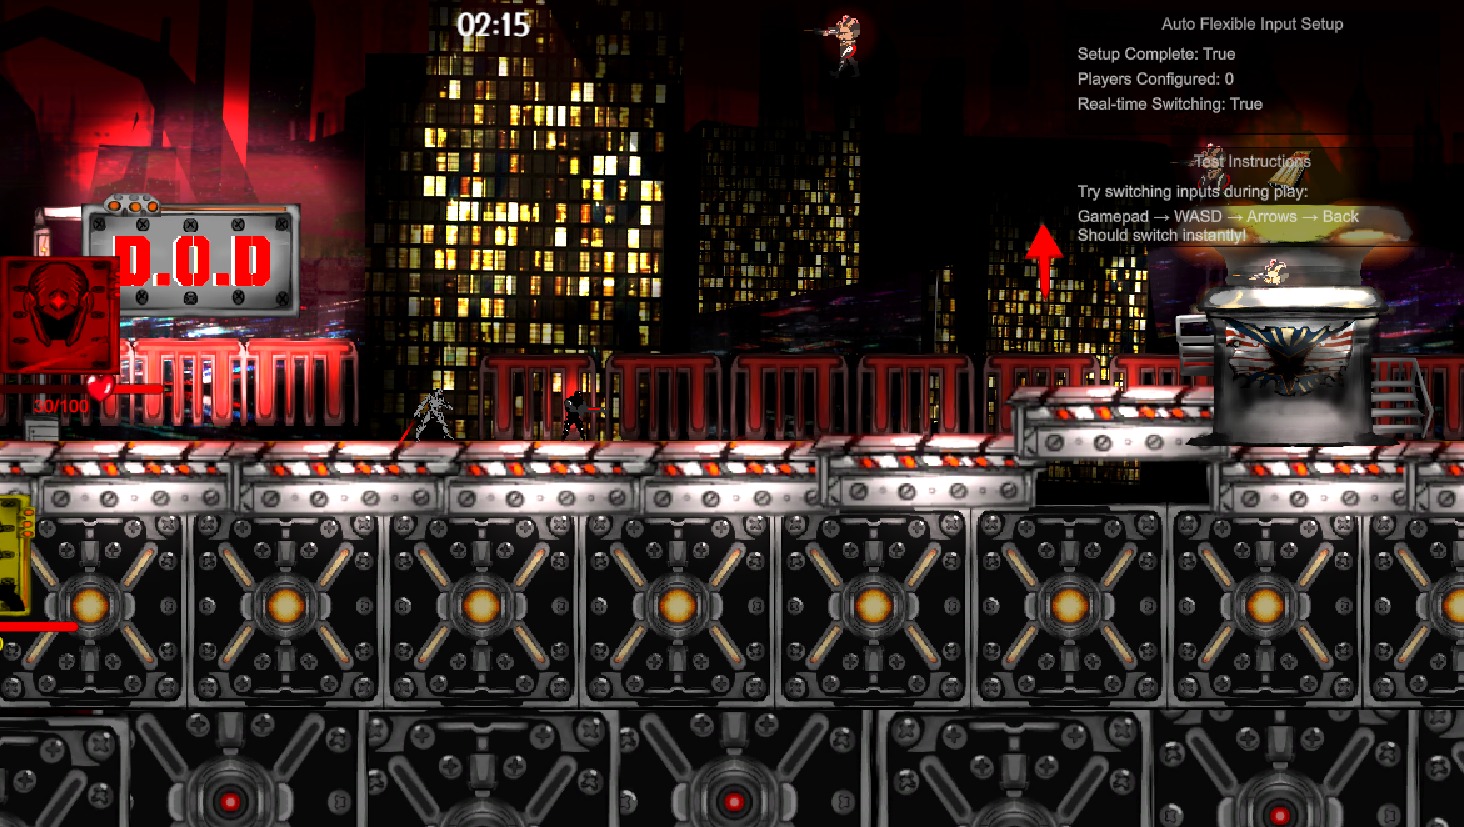 02:15
Auto Flexible Input Setup
Setup Complete: True
Players Configured: 0
Real-time Switching: True
Test Instructions
Try switching inputs during play:
Gamepad → WASD → Arrows → Back
Should switch instantly!
D.O.D
30/100